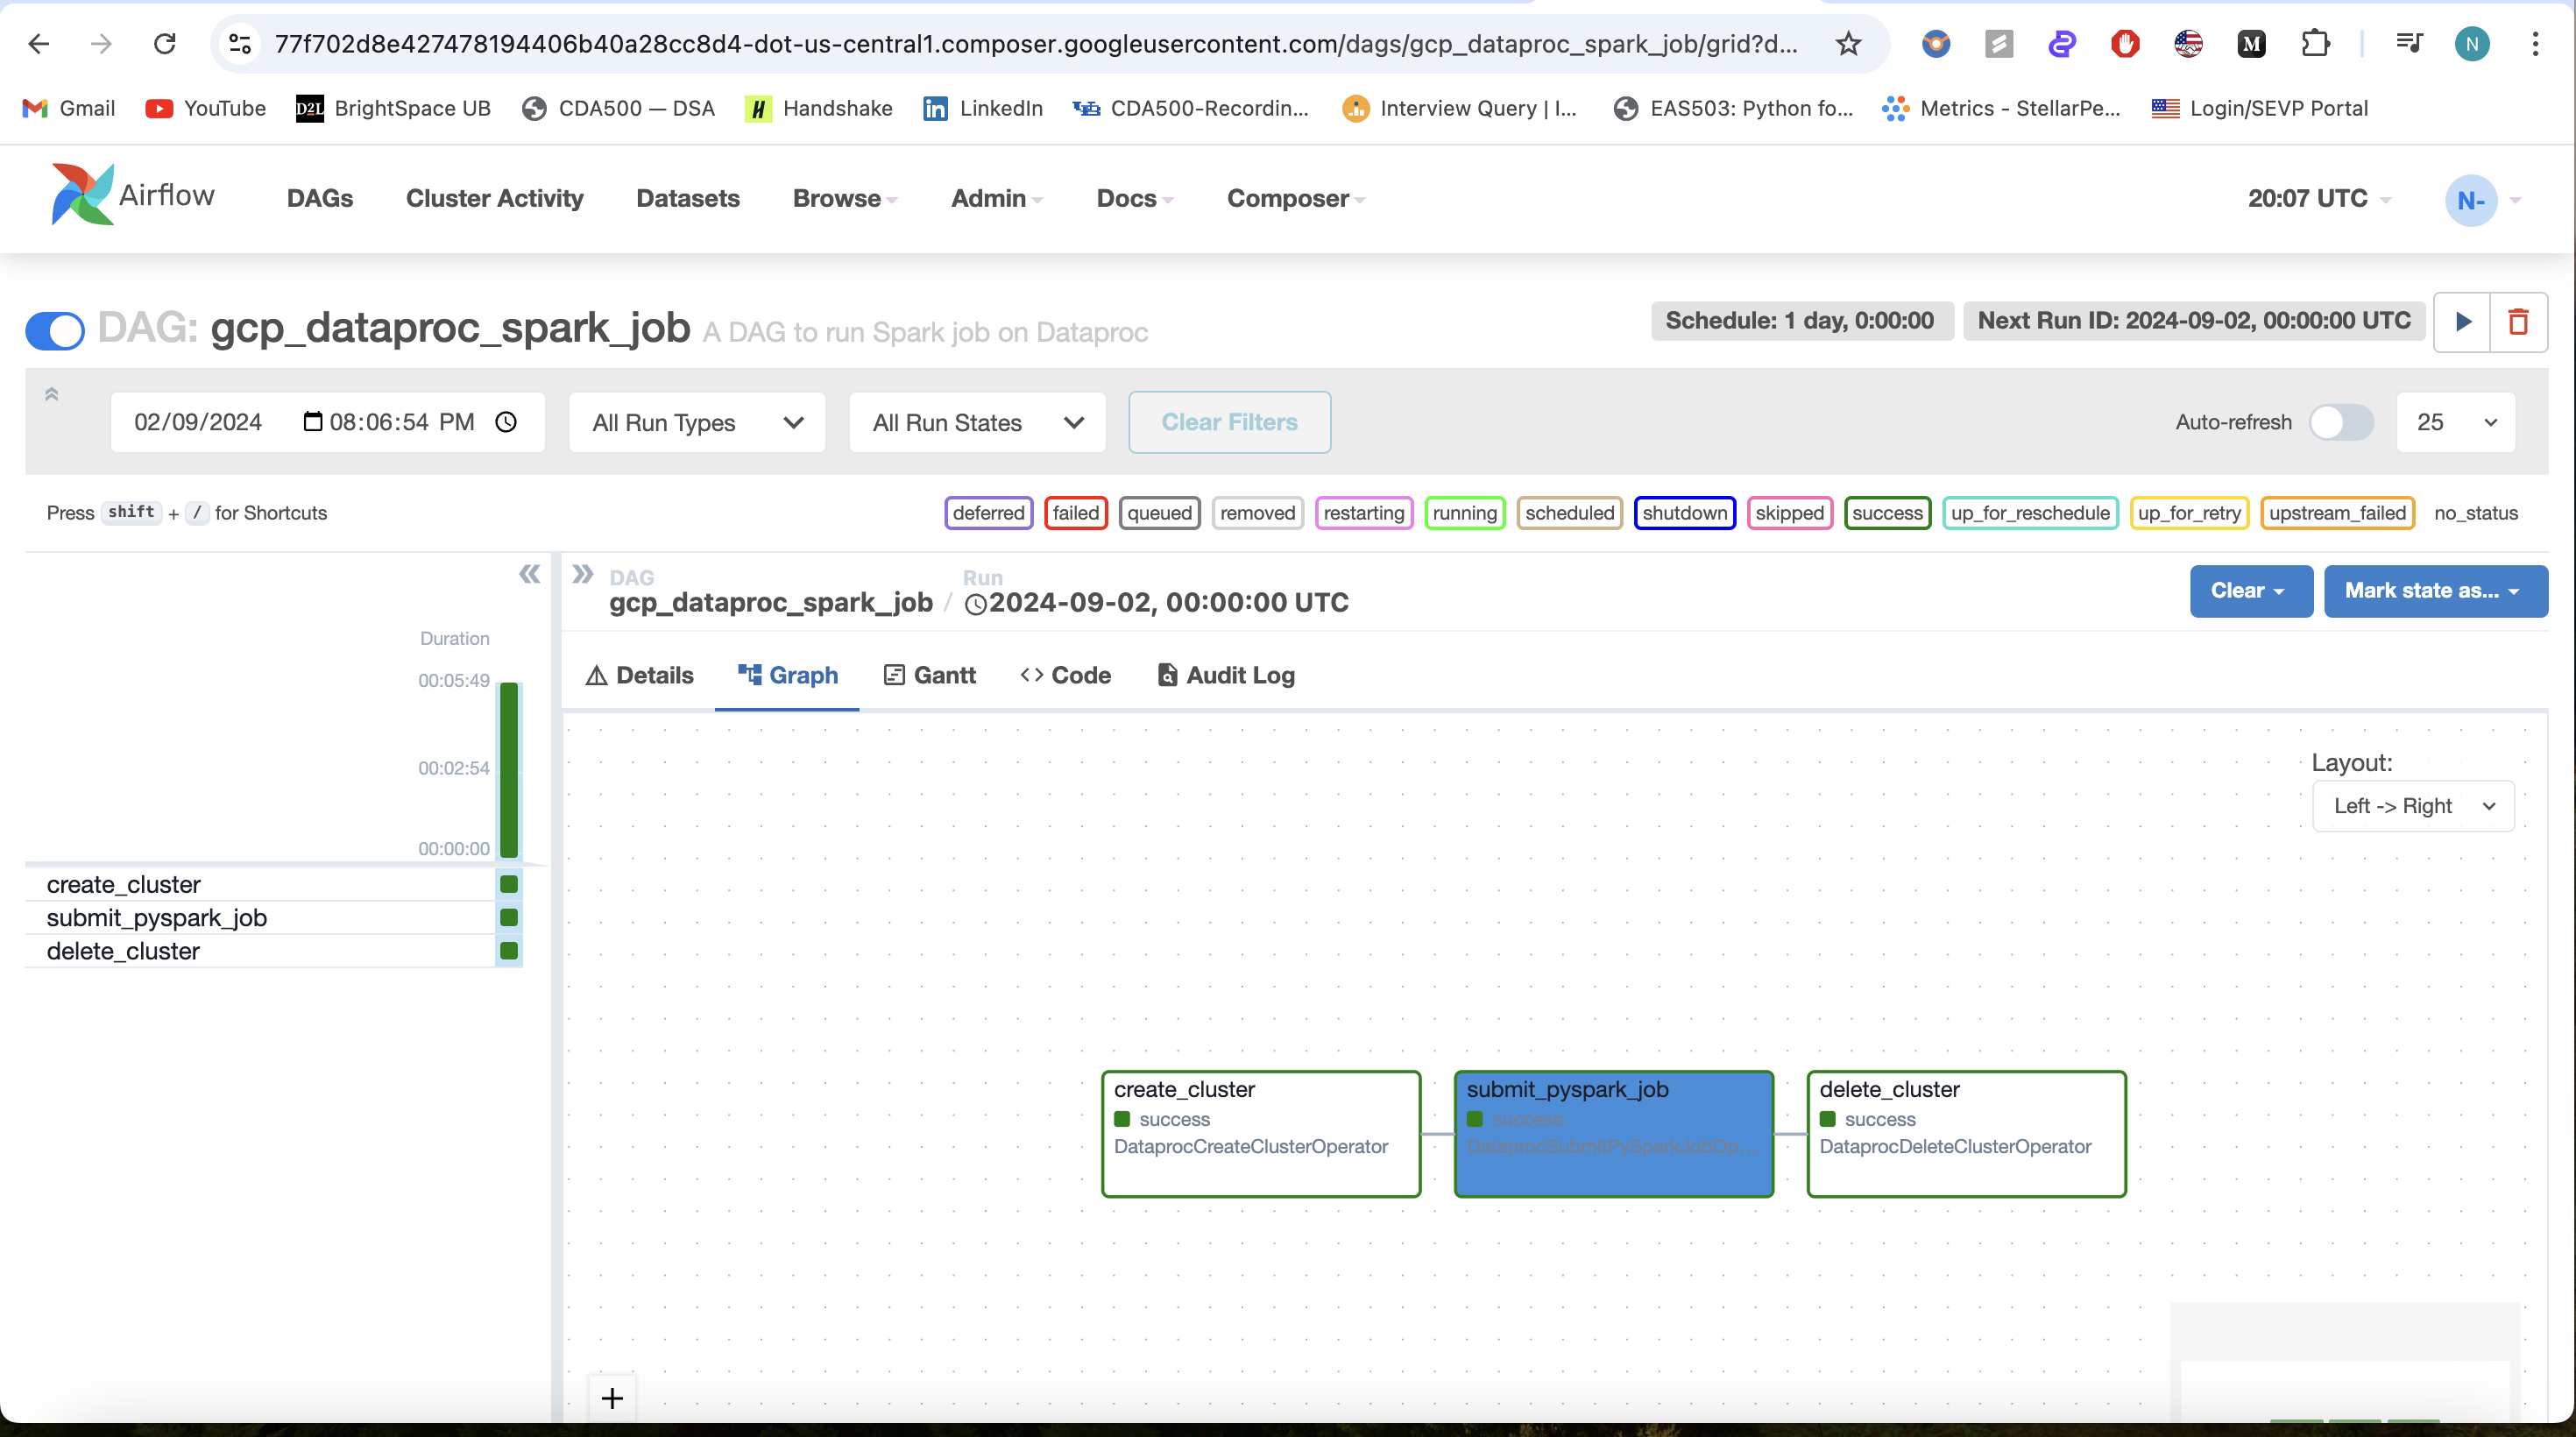 77f702d8e427478194406b40a28cc8d4-dot-us-central1.composer.googleusercontent.com/dags/gcp_dataproc_spark_job/grid?d...
M
N
Gmail
YouTube
D2L BrightSpace UB
CDA500 — DSA
Handshake
LinkedIn
CDA500-Recordin...
Interview Query | I...
EAS503: Python fo...
Metrics - StellarPe...
Login/SEVP Portal
Airflow
DAGs
Cluster Activity
Datasets
Browse
Admin
Docs
Composer
20:07 UTC
N-
DAG: gcp_dataproc_spark_job A DAG to run Spark job on Dataproc
Schedule: 1 day, 0:00:00
Next Run ID: 2024-09-02, 00:00:00 UTC
02/09/2024 08:06:54 PM
All Run Types
All Run States
Clear Filters
Auto-refresh
25
Press shift + / for Shortcuts
deferred
failed
queued
removed
restarting
running
scheduled
shutdown
skipped
success
up_for_reschedule
up_for_retry
upstream_failed
no_status
Duration
00:05:49
00:02:54
00:00:00
create_cluster
submit_pyspark_job
delete_cluster
DAG
gcp_dataproc_spark_job /
Run
2024-09-02, 00:00:00 UTC
Clear
Mark state as...
Details
Graph
Gantt
Code
Audit Log
Layout:
Left -> Right
create_cluster
success
DataprocCreateClusterOperator
submit_pyspark_job
success
DataprocSubmitPySparkJobOp...
delete_cluster
success
DataprocDeleteClusterOperator